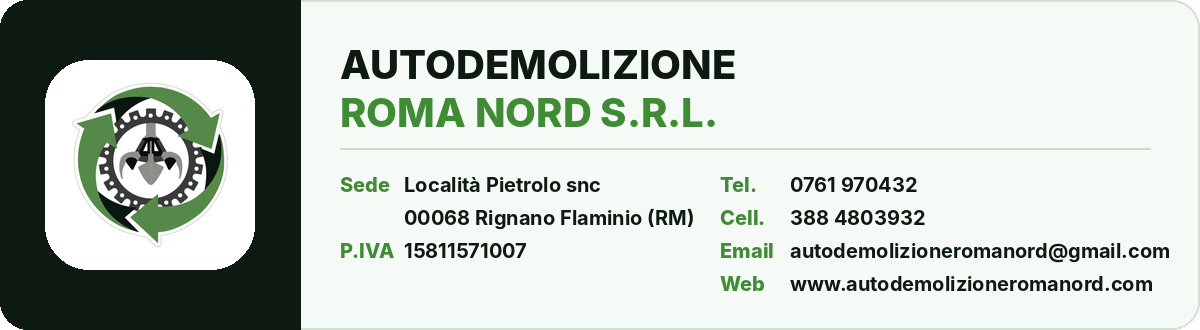 AUTODEMOLIZIONE
ROMA NORD S.R.L.
Sede Località Pietrolo snc
00068 Rignano Flaminio (RM)
P.IVA 15811571007
Tel. 0761 970432
Cell. 388 4803932
Email autodemolizioneromanord@gmail.com
Web www.autodemolizioneromanord.com